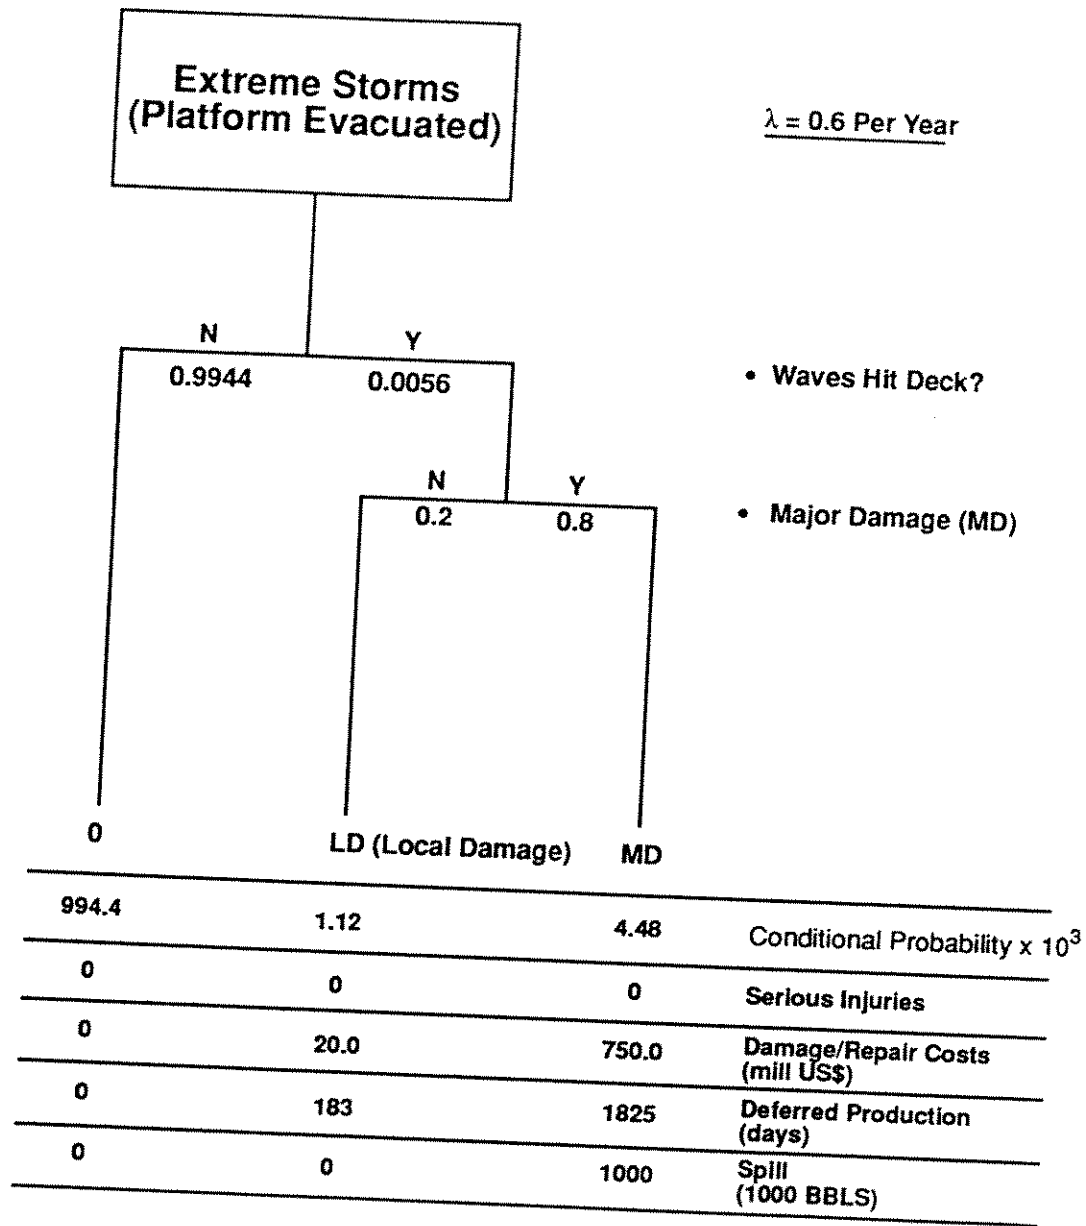 Extreme Storms
(Platform Evacuated)
λ = 0.6 Per Year
N Y
0.9944 0.0056
• Waves Hit Deck?
N Y
0.2 0.8
• Major Damage (MD)
0 LD (Local Damage) MD
994.4 1.12 4.48 Conditional Probability x 10³
0 0 0 Serious Injuries
0 20.0 750.0 Damage/Repair Costs
(mill US$)
0 183 1825 Deferred Production
(days)
0 0 1000 Spill
(1000 BBLS)